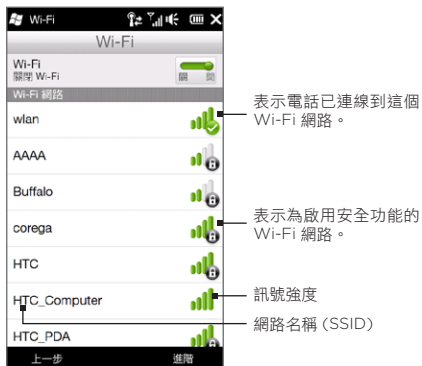 Wi-Fi
Wi-Fi
Wi-Fi
關閉 Wi-Fi
關 開
Wi-Fi 網路
wlan
表示電話已連線到這個
Wi-Fi 網路。
AAAA
Buffalo
corega
表示為啟用安全功能的
Wi-Fi 網路。
HTC
HTC_Computer
訊號強度
網路名稱 (SSID)
HTC_PDA
上一步 進階